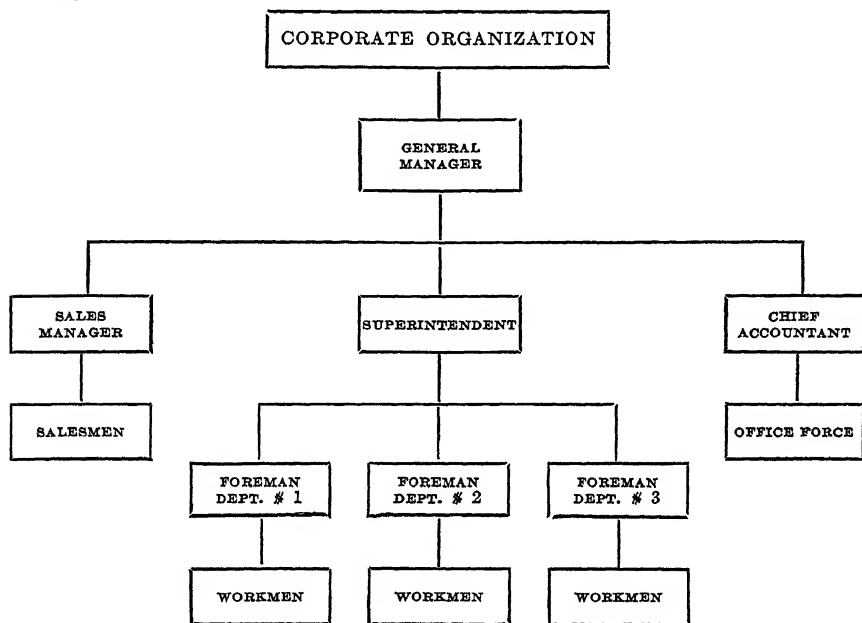 CORPORATE ORGANIZATION
GENERAL
MANAGER
SALES
MANAGER
SUPERINTENDENT
CHIEF
ACCOUNTANT
SALESMEN
OFFICE FORCE
FOREMAN
DEPT. # 1
FOREMAN
DEPT. # 2
FOREMAN
DEPT. # 3
WORKMEN
WORKMEN
WORKMEN